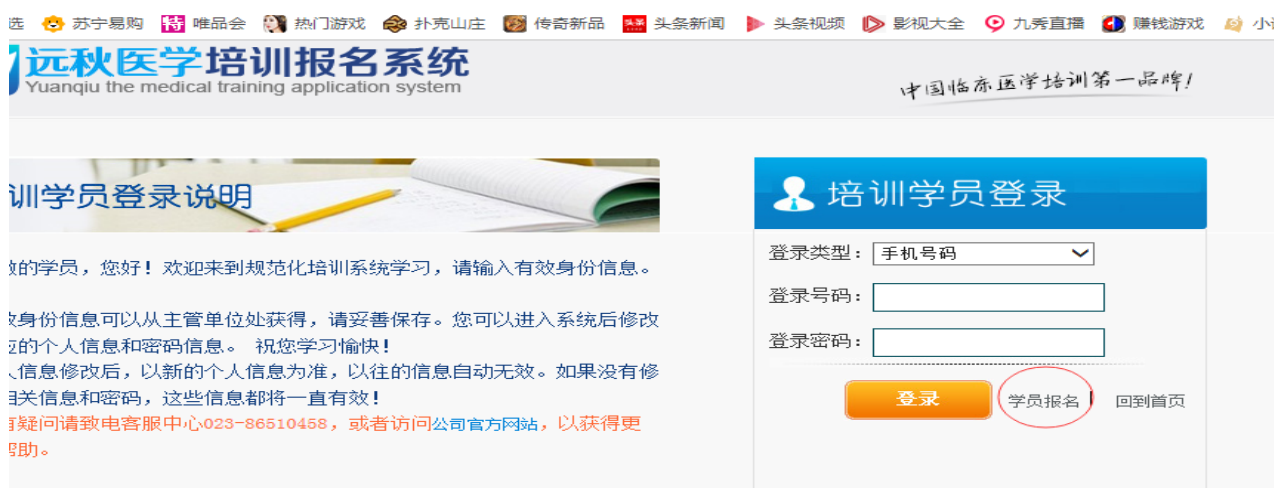 选 苏宁易购 特 唯品会 热门游戏 扑克山庄 传奇新品 头条 头条新闻 头条视频 影视大全 九秀直播 赚钱游戏 小
远秋医学培训报名系统
Yuanqiu the medical training application system
中国临床医学培训第一品牌!
训学员登录说明
培训学员登录
的学员，您好！欢迎来到规范化培训系统学习，请输入有效身份信息。
身份信息可以从主管单位处获得，请妥善保存。您可以进入系统后修改
的个人信息和密码信息。 祝您学习愉快！
信息修改后，以新的个人信息为准，以往的信息自动无效。如果没有修
相关信息和密码，这些信息都将一直有效！
有疑问请致电客服中心023-86510458，或者访问公司官方网站，以获得更
帮助。
登录类型： 手机号码
登录号码：
登录密码：
登录 学员报名 回到首页